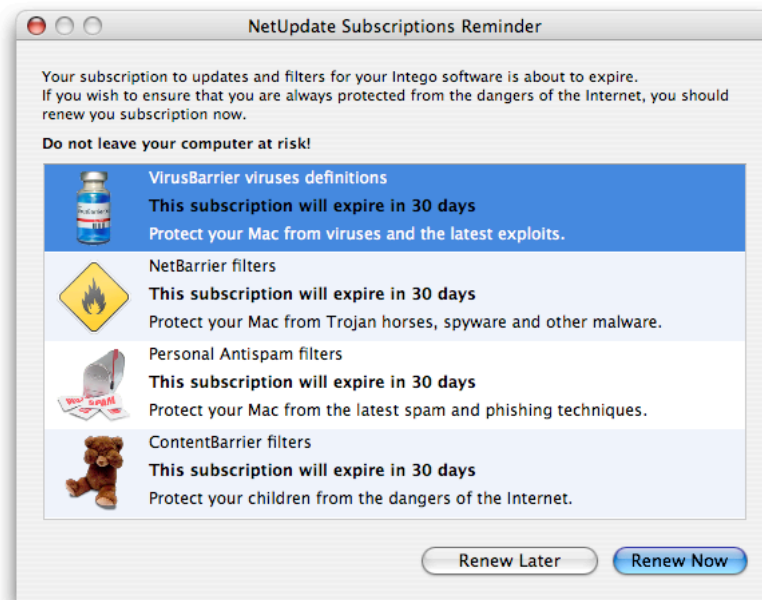 NetUpdate Subscriptions Reminder
Your subscription to updates and filters for your Intego software is about to expire.
If you wish to ensure that you are always protected from the dangers of the Internet, you should
renew you subscription now.
Do not leave your computer at risk!
VirusBarrier viruses definitions
This subscription will expire in 30 days
Protect your Mac from viruses and the latest exploits.
NetBarrier filters
This subscription will expire in 30 days
Protect your Mac from Trojan horses, spyware and other malware.
Personal Antispam filters
This subscription will expire in 30 days
Protect your Mac from the latest spam and phishing techniques.
ContentBarrier filters
This subscription will expire in 30 days
Protect your children from the dangers of the Internet.
Renew Later
Renew Now